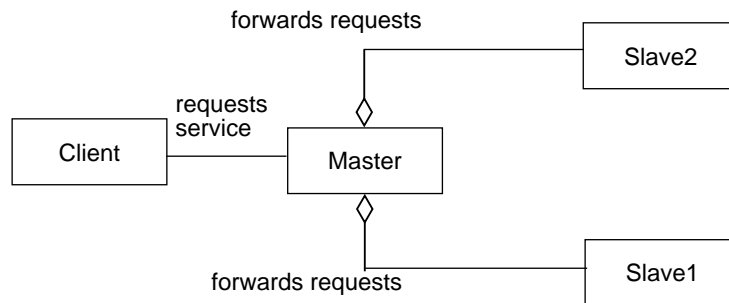 forwards requests
Slave2
requests
service
Client
Master
Slave1
forwards requests